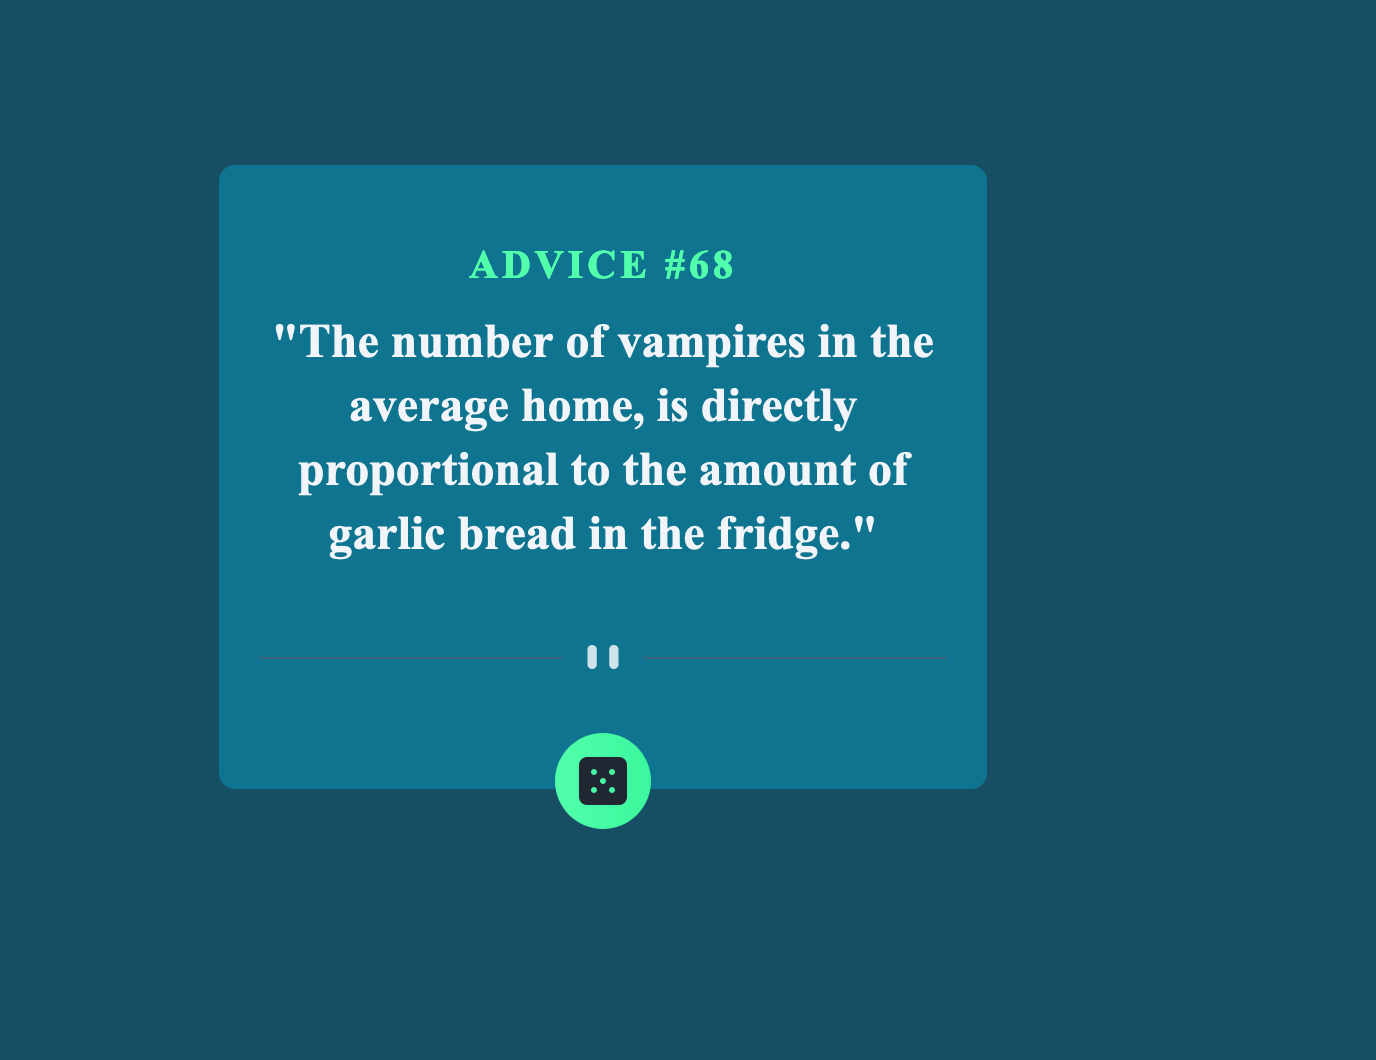 ADVICE #68
"The number of vampires in the
average home, is directly
proportional to the amount of
garlic bread in the fridge."